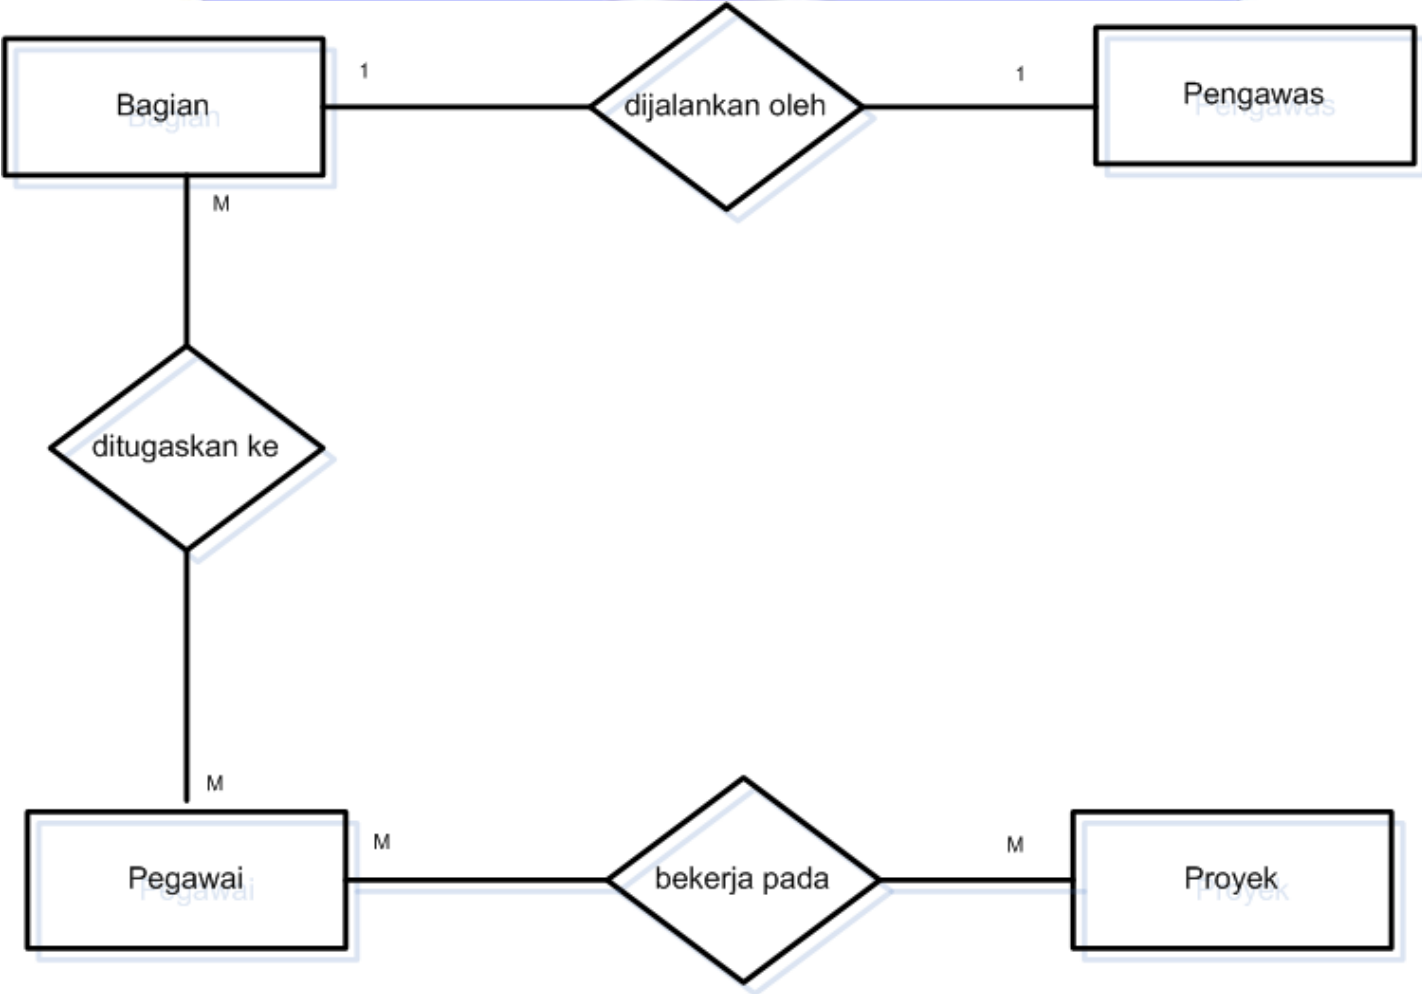 Bagian
1
dijalankan oleh
1
Pengawas
M
ditugaskan ke
M
Pegawai
M
bekerja pada
M
Proyek